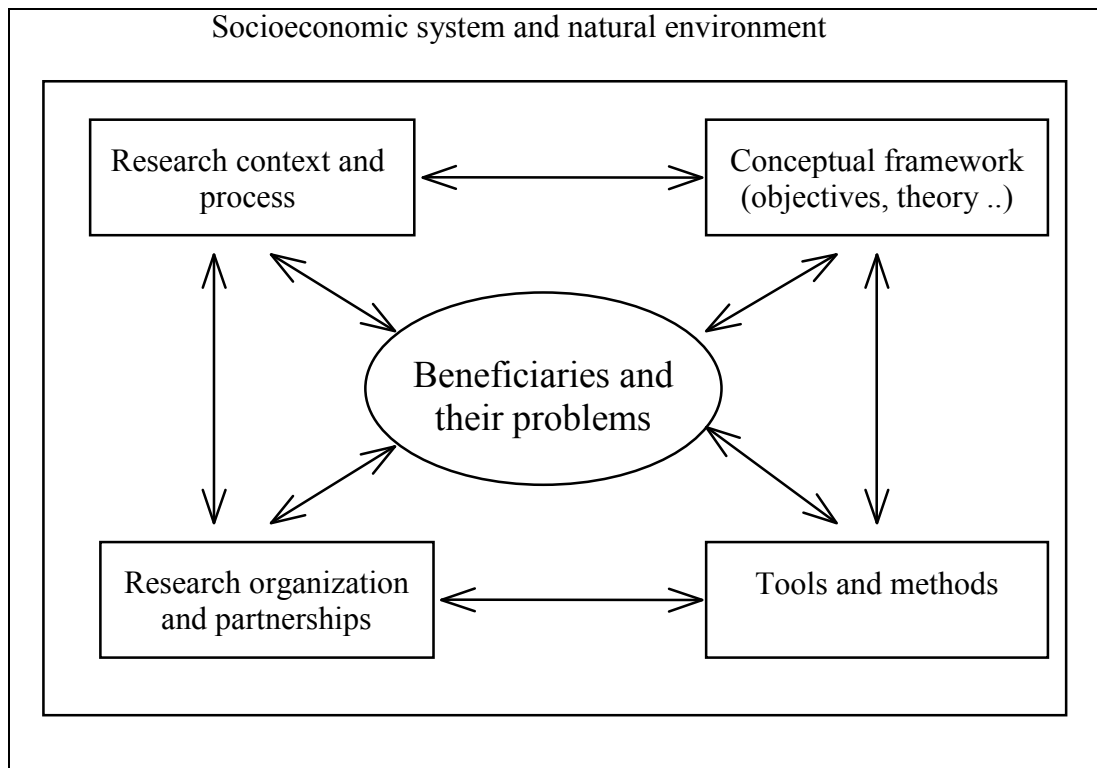 Socioeconomic system and natural environment
Research context and
process
Conceptual framework
(objectives, theory ..)
Beneficiaries and
their problems
Research organization
and partnerships
Tools and methods